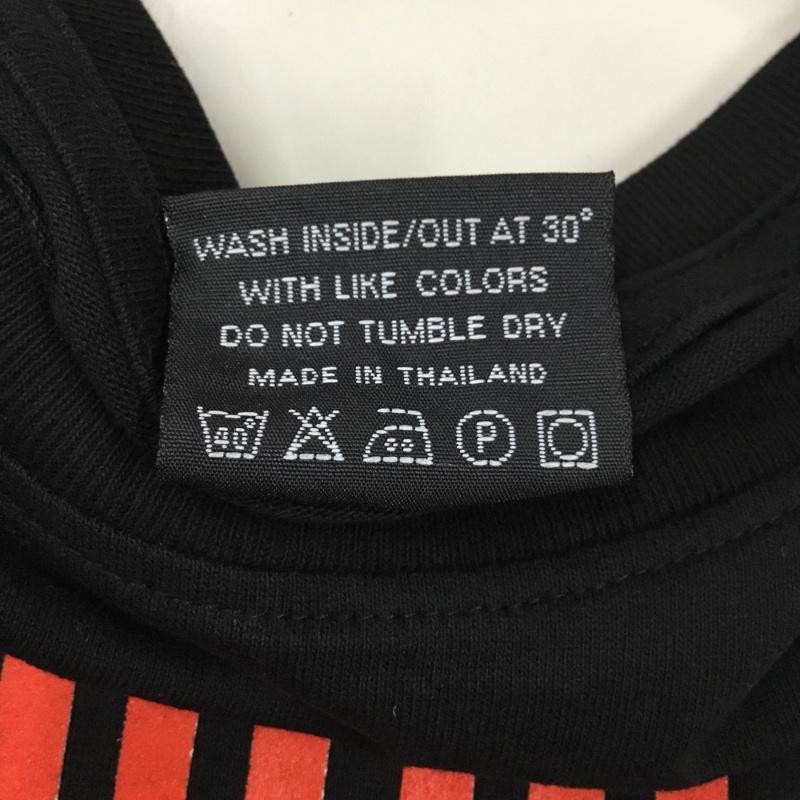 WASH INSIDE/OUT AT 30°
WITH LIKE COLORS
DO NOT TUMBLE DRY
MADE IN THAILAND
40° P